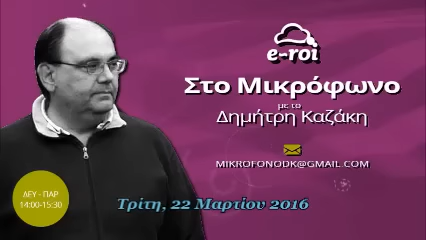 e-roi
Στο Μικρόφωνο
με το
Δημήτρη Καζάκη
MIKROFONODK@GMAIL.COM
ΔΕΥ - ΠΑΡ
14:00-15:30
Τρίτη, 22 Μαρτίου 2016